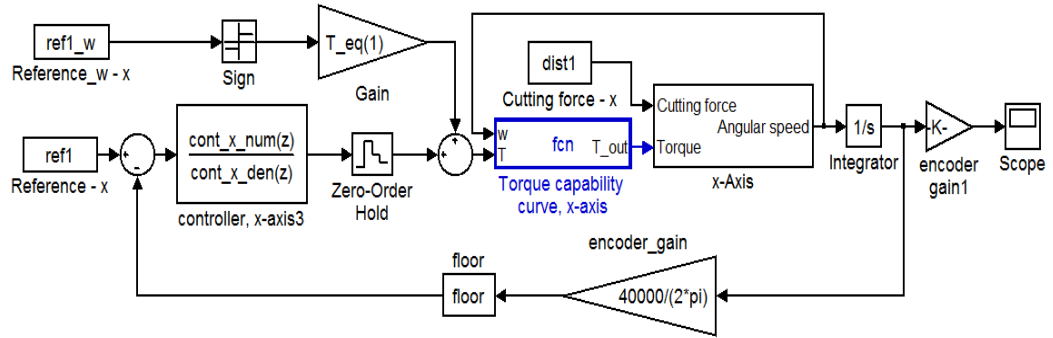 ref1_w
Reference_w - x
Sign
T_eq(1)
Gain
dist1
Cutting force - x
ref1
Reference - x
+
-
cont_x_num(z)
cont_x_den(z)
controller, x-axis3
Zero-Order
Hold
+
+
w
T
fcn
T_out
Torque capability
curve, x-axis
Cutting force
Angular speed
Torque
x-Axis
1/s
Integrator
-K-
encoder
gain1
Scope
floor
floor
encoder_gain
40000/(2*pi)